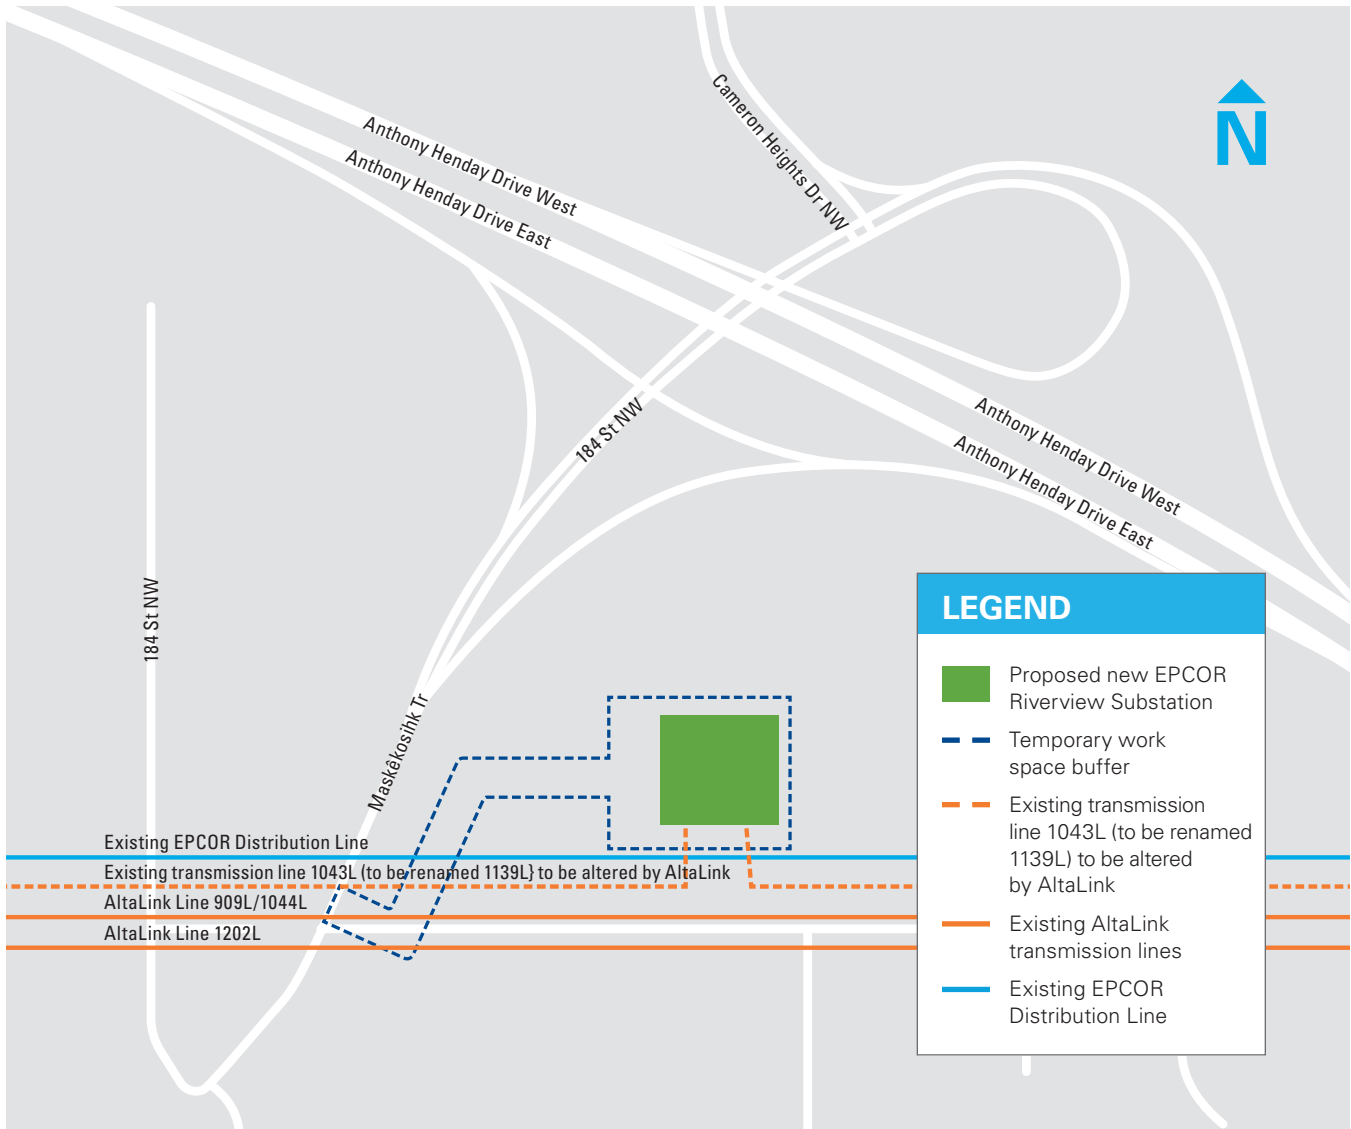 Cameron Heights Dr NW
N
Anthony Henday Drive West
Anthony Henday Drive East
184 St NW
Anthony Henday Drive West
Anthony Henday Drive East
184 St NW
Maskêkosihk Tr
Existing EPCOR Distribution Line
Existing transmission line 1043L (to be renamed 1139L} to be altered by AltaLink
AltaLink Line 909L/1044L
AltaLink Line 1202L
LEGEND
Proposed new EPCOR
Riverview Substation
Temporary work
space buffer
Existing transmission
line 1043L (to be renamed
1139L) to be altered
by AltaLink
Existing AltaLink
transmission lines
Existing EPCOR
Distribution Line